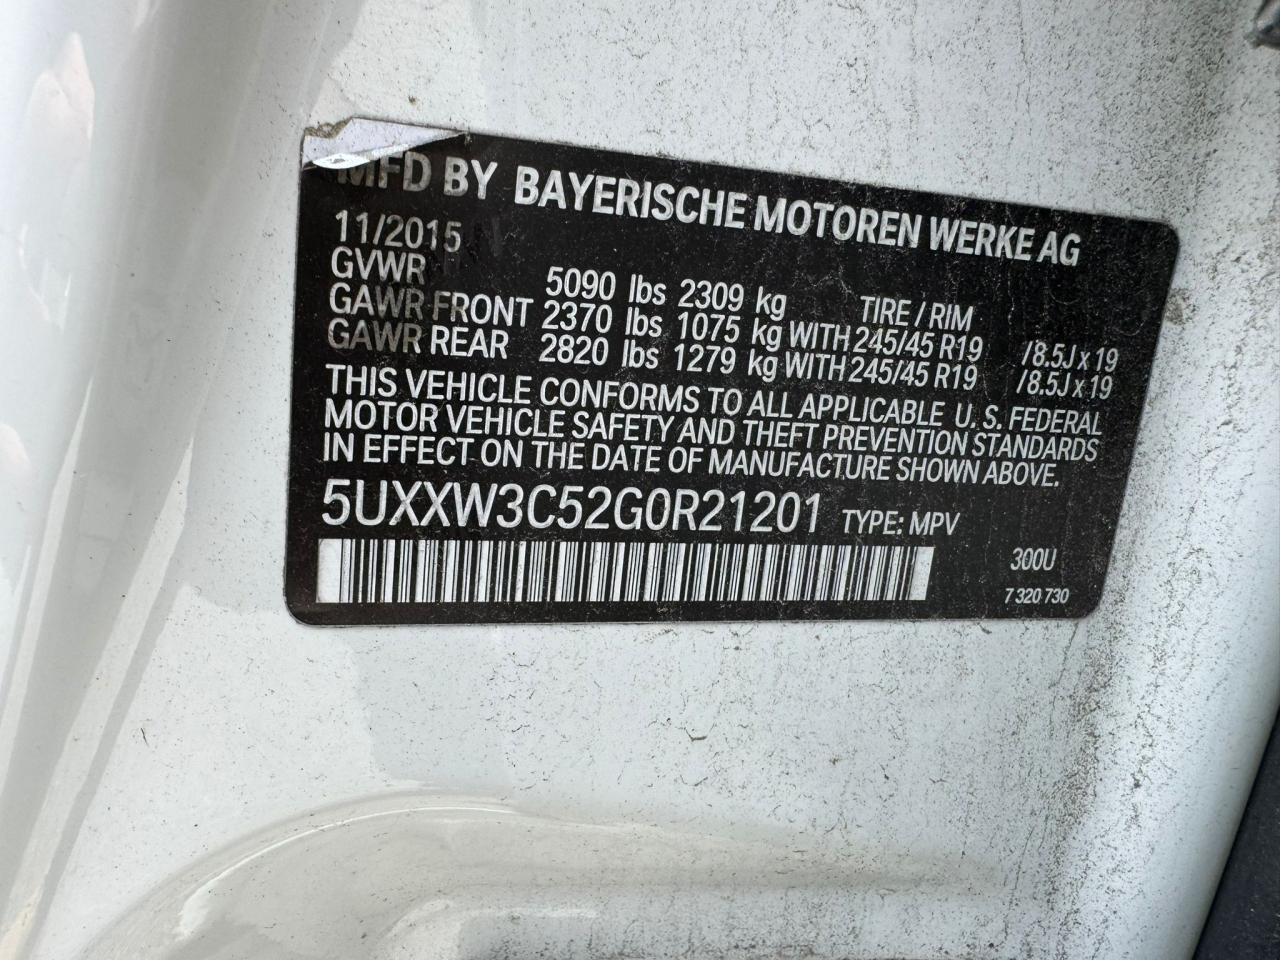 MFD BY BAYERISCHE MOTOREN WERKE AG
11/2015
GVWR 5090 lbs 2309 kg TIRE / RIM
GAWR FRONT 2370 lbs 1075 kg WITH 245/45 R19 /8.5J x 19
GAWR REAR 2820 lbs 1279 kg WITH 245/45 R19 /8.5J x 19
THIS VEHICLE CONFORMS TO ALL APPLICABLE U. S. FEDERAL
MOTOR VEHICLE SAFETY AND THEFT PREVENTION STANDARDS
IN EFFECT ON THE DATE OF MANUFACTURE SHOWN ABOVE.
5UXXW3C52G0R21201 TYPE: MPV
300U
7 320 730